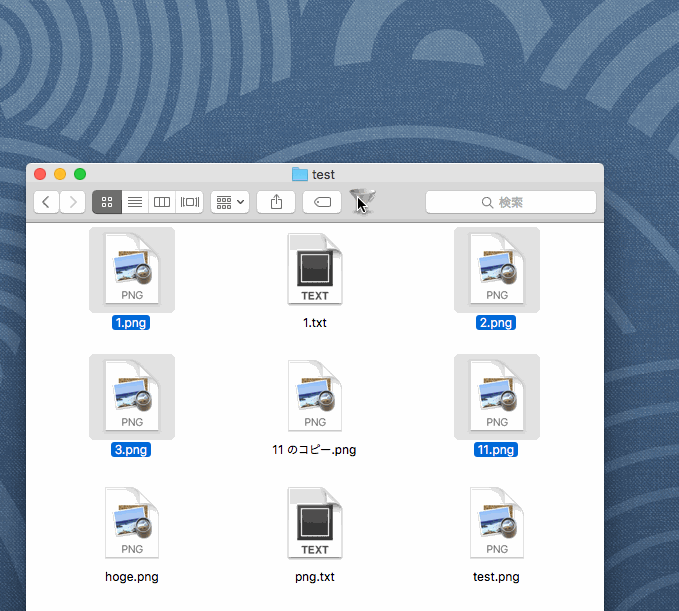 test
検索
PNG
TEXT
PNG
1.png
1.txt
2.png
PNG
PNG
PNG
3.png
11 のコピー.png
11.png
PNG
TEXT
PNG
hoge.png
png.txt
test.png